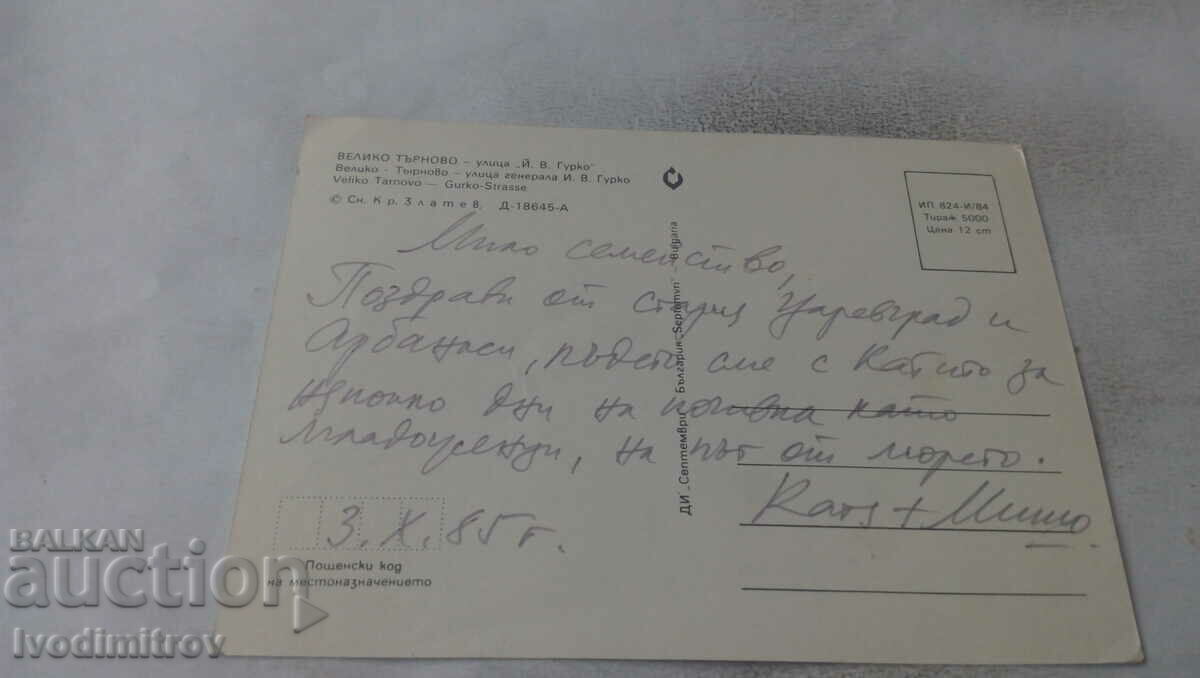 ВЕЛИКО ТЪРНОВО – улица „Й. В. Гурко"
Велико - Тырново – улица генерала И. В. Гурко
Veliko Tarnovo — Gurko-Strasse
© Сн. Кр. Златев, Д-18645-А
ИП 824-И/84
Тираж 5000
Цена 12 ст
ДИ „Септември" България · „Septemvri" Bulgaria
Мило семейство,
Поздрави от стария Царевград и
Арбанаси, където сме с Катито за
няколко дни на почивка като
младоженци, на път от морето.
+ Мишо
3.X.85 г.
Пощенски код
на местоназначението
BALKAN
auction
Ivodimitrov